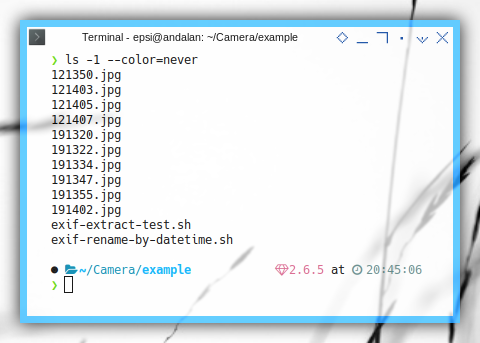 Terminal - epsi@andalan: ~/Camera/example
❯ ls -1 --color=never
121350.jpg
121403.jpg
121405.jpg
121407.jpg
191320.jpg
191322.jpg
191334.jpg
191347.jpg
191355.jpg
191402.jpg
exif-extract-test.sh
exif-rename-by-datetime.sh
~/Camera/example 2.6.5 at 20:45:06
❯